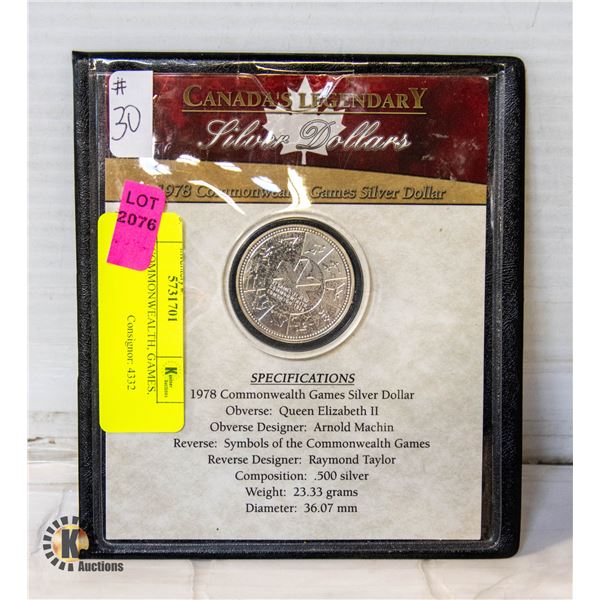 #
30
CANADA'S LEGENDARY
Silver Dollars
1978 Commonwealth Games Silver Dollar
LOT
2076
5731701
COMMONWEALTH, GAMES,
Consignor: 4332
SPECIFICATIONS
1978 Commonwealth Games Silver Dollar
Obverse: Queen Elizabeth II
Obverse Designer: Arnold Machin
Reverse: Symbols of the Commonwealth Games
Reverse Designer: Raymond Taylor
Composition: .500 silver
Weight: 23.33 grams
Diameter: 36.07 mm
K
Auctions